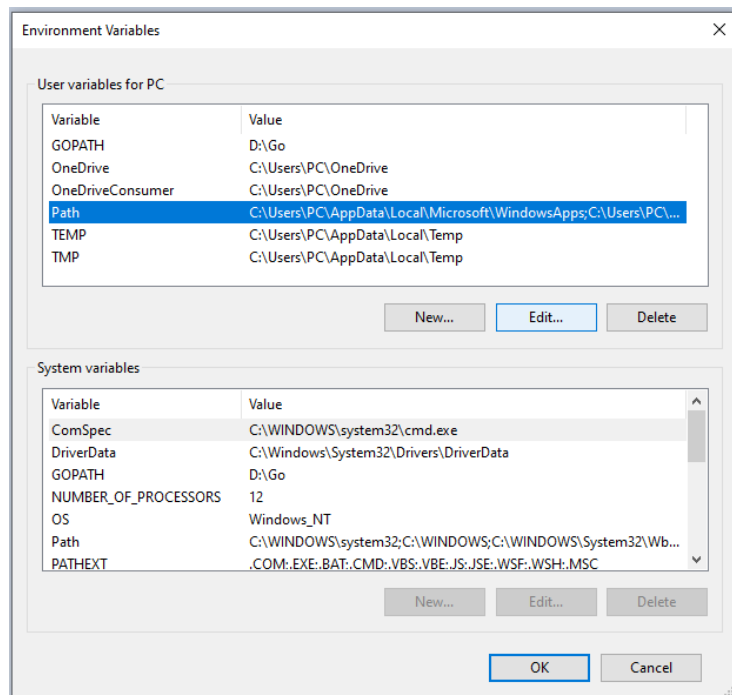 Environment Variables
User variables for PC
Variable Value
GOPATH D:\Go
OneDrive C:\Users\PC\OneDrive
OneDriveConsumer C:\Users\PC\OneDrive
Path C:\Users\PC\AppData\Local\Microsoft\WindowsApps;C:\Users\PC\...
TEMP C:\Users\PC\AppData\Local\Temp
TMP C:\Users\PC\AppData\Local\Temp
New... Edit... Delete
System variables
Variable Value
ComSpec C:\WINDOWS\system32\cmd.exe
DriverData C:\Windows\System32\Drivers\DriverData
GOPATH D:\Go
NUMBER_OF_PROCESSORS 12
OS Windows_NT
Path C:\WINDOWS\system32;C:\WINDOWS;C:\WINDOWS\System32\Wb...
PATHEXT .COM;.EXE;.BAT;.CMD;.VBS;.VBE;.JS;.JSE;.WSF;.WSH;.MSC
New... Edit... Delete
OK Cancel